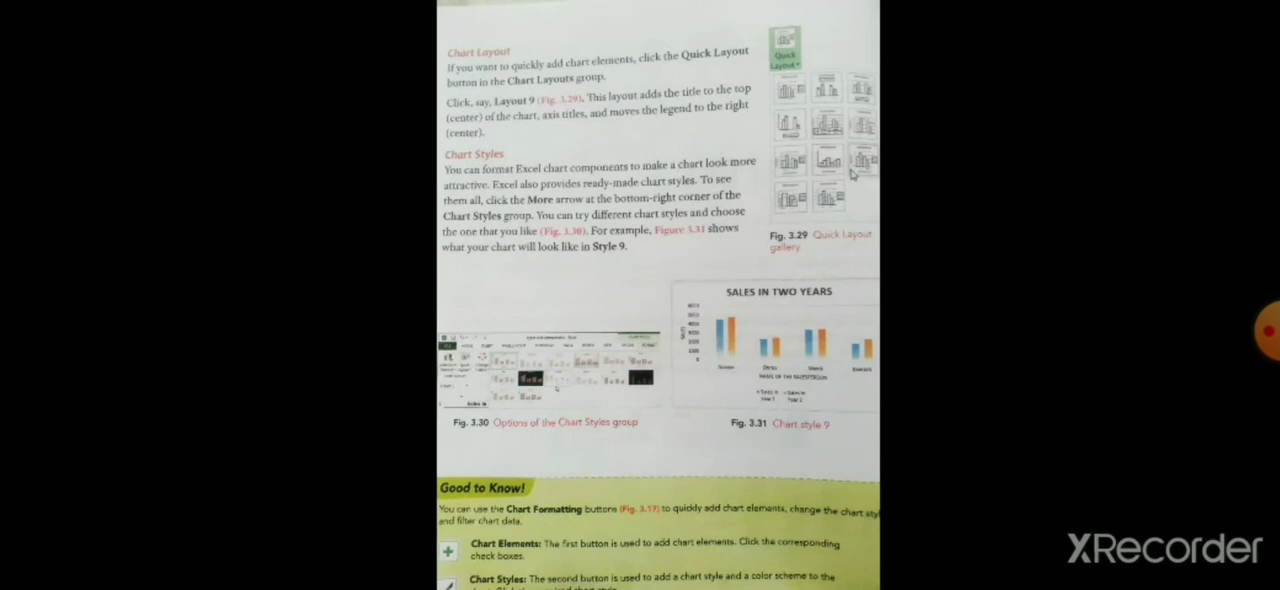 Chart Layout
If you want to quickly add chart elements, click the Quick Layout
button in the Chart Layouts group.
Click, say, Layout 9 (Fig. 3.29). This layout adds the title to the top
(center) of the chart, axis titles, and moves the legend to the right
(center).
Chart Styles
You can format Excel chart components to make a chart look more
attractive. Excel also provides ready-made chart styles. To see
them all, click the More arrow at the bottom-right corner of the
Chart Styles group. You can try different chart styles and choose
the one that you like (Fig. 3.30). For example, Figure 3.31 shows
what your chart will look like in Style 9.
Quick
Layout
Fig. 3.29 Quick Layout
gallery
SALES IN TWO YEARS
SALES
NAME OF THE SALESPERSON
Year 1 Year 2
Fig. 3.30 Options of the Chart Styles group
Fig. 3.31 Chart style 9
Good to Know!
You can use the Chart Formatting buttons (Fig. 3.17) to quickly add chart elements, change the chart styl
and filter chart data.
Chart Elements: The first button is used to add chart elements. Click the corresponding
check boxes.
Chart Styles: The second button is used to add a chart style and a color scheme to the
XRecorder